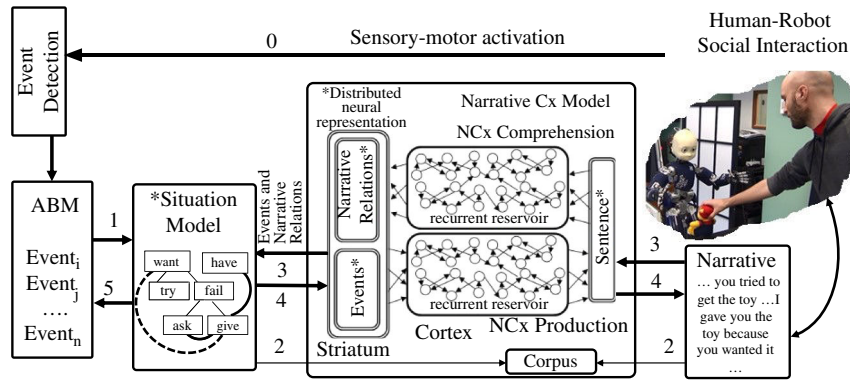 0
Sensory-motor activation
Human-Robot
Social Interaction
Event
Detection
*Distributed
neural
representation
Narrative Cx Model
NCx Comprehension
ABM
Event_i
Event_j
....
Event_n
1
5
*Situation
Model
want
have
try
fail
ask
give
Events and
Narrative
Relations
3
4
2
Narrative
Relations*
Events*
Striatum
recurrent reservoir
recurrent reservoir
Cortex
NCx Production
Sentence*
Corpus
3
4
2
Narrative
... you tried to
get the toy ...I
gave you the
toy because
you wanted it
...